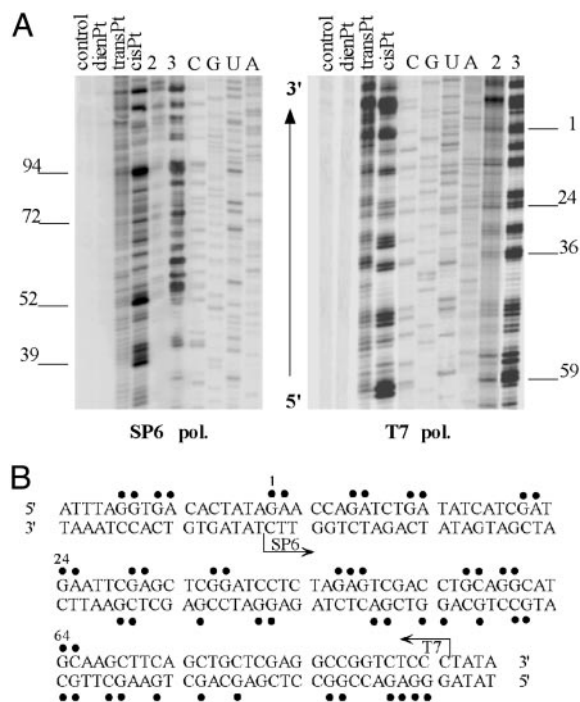 A
control
dienPt
transPt
cisPt
2
3
C
G
U
A
control
dienPt
transPt
cisPt
C
G
U
A
2
3
94
72
52
39
3'
5'
1
24
36
59
SP6 pol.
T7 pol.
B
1
5' ATTTAGGTGA CACTATAGAA CCAGATCTGA TATCATCGAT
3' TAAATCCACT GTGATATCTT GGTCTAGACT ATAGTAGCTA
SP6
24
GAATTCGAGC TCGGATCCTC TAGAGTCGAC CTGCAGGCAT
CTTAAGCTCG AGCCTAGGAG ATCTCAGCTG GACGTCCGTA
64
T7
GCAAGCTTCA GCTGCTCGAG GCCGGTCTCC CTATA 3'
CGTTCGAAGT CGACGAGCTC CGGCCAGAGG GATAT 5'